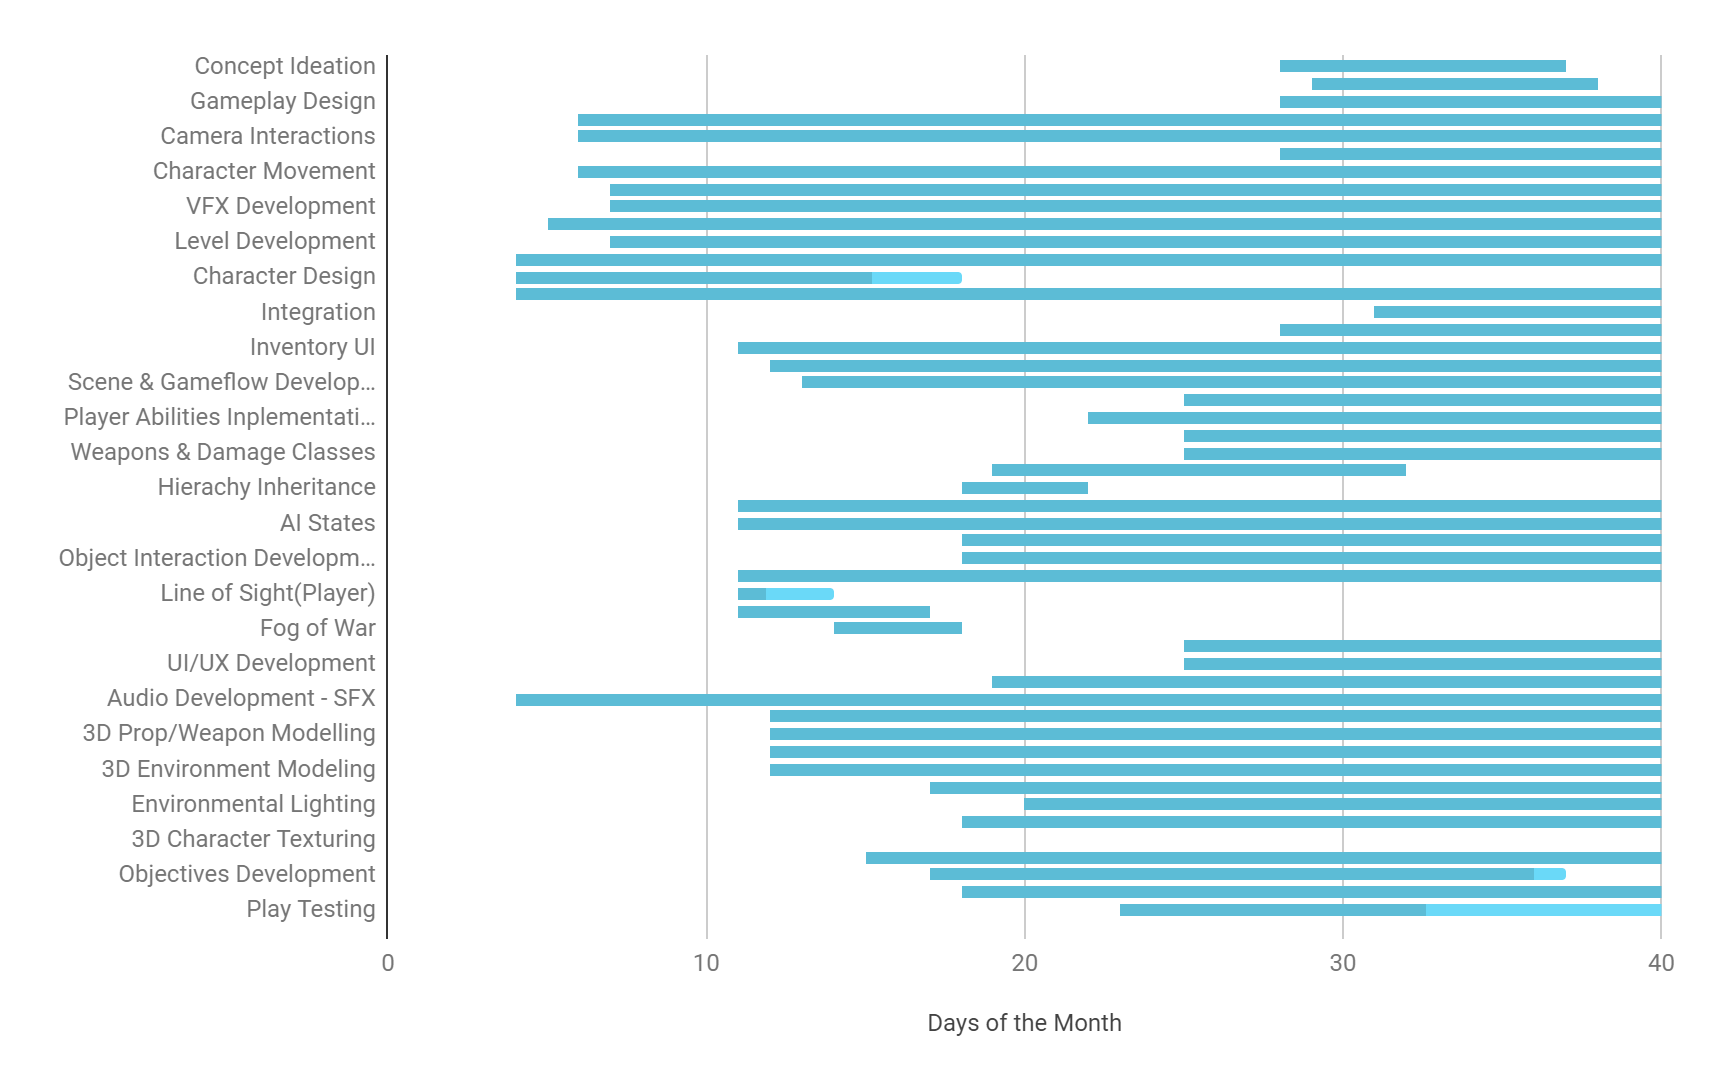 Concept Ideation
Gameplay Design
Camera Interactions
Character Movement
VFX Development
Level Development
Character Design
Integration
Inventory UI
Scene & Gameflow Develop...
Player Abilities Inplementati...
Weapons & Damage Classes
Hierachy Inheritance
AI States
Object Interaction Developm...
Line of Sight(Player)
Fog of War
UI/UX Development
Audio Development - SFX
3D Prop/Weapon Modelling
3D Environment Modeling
Environmental Lighting
3D Character Texturing
Objectives Development
Play Testing
0 10 20 30 40
Days of the Month